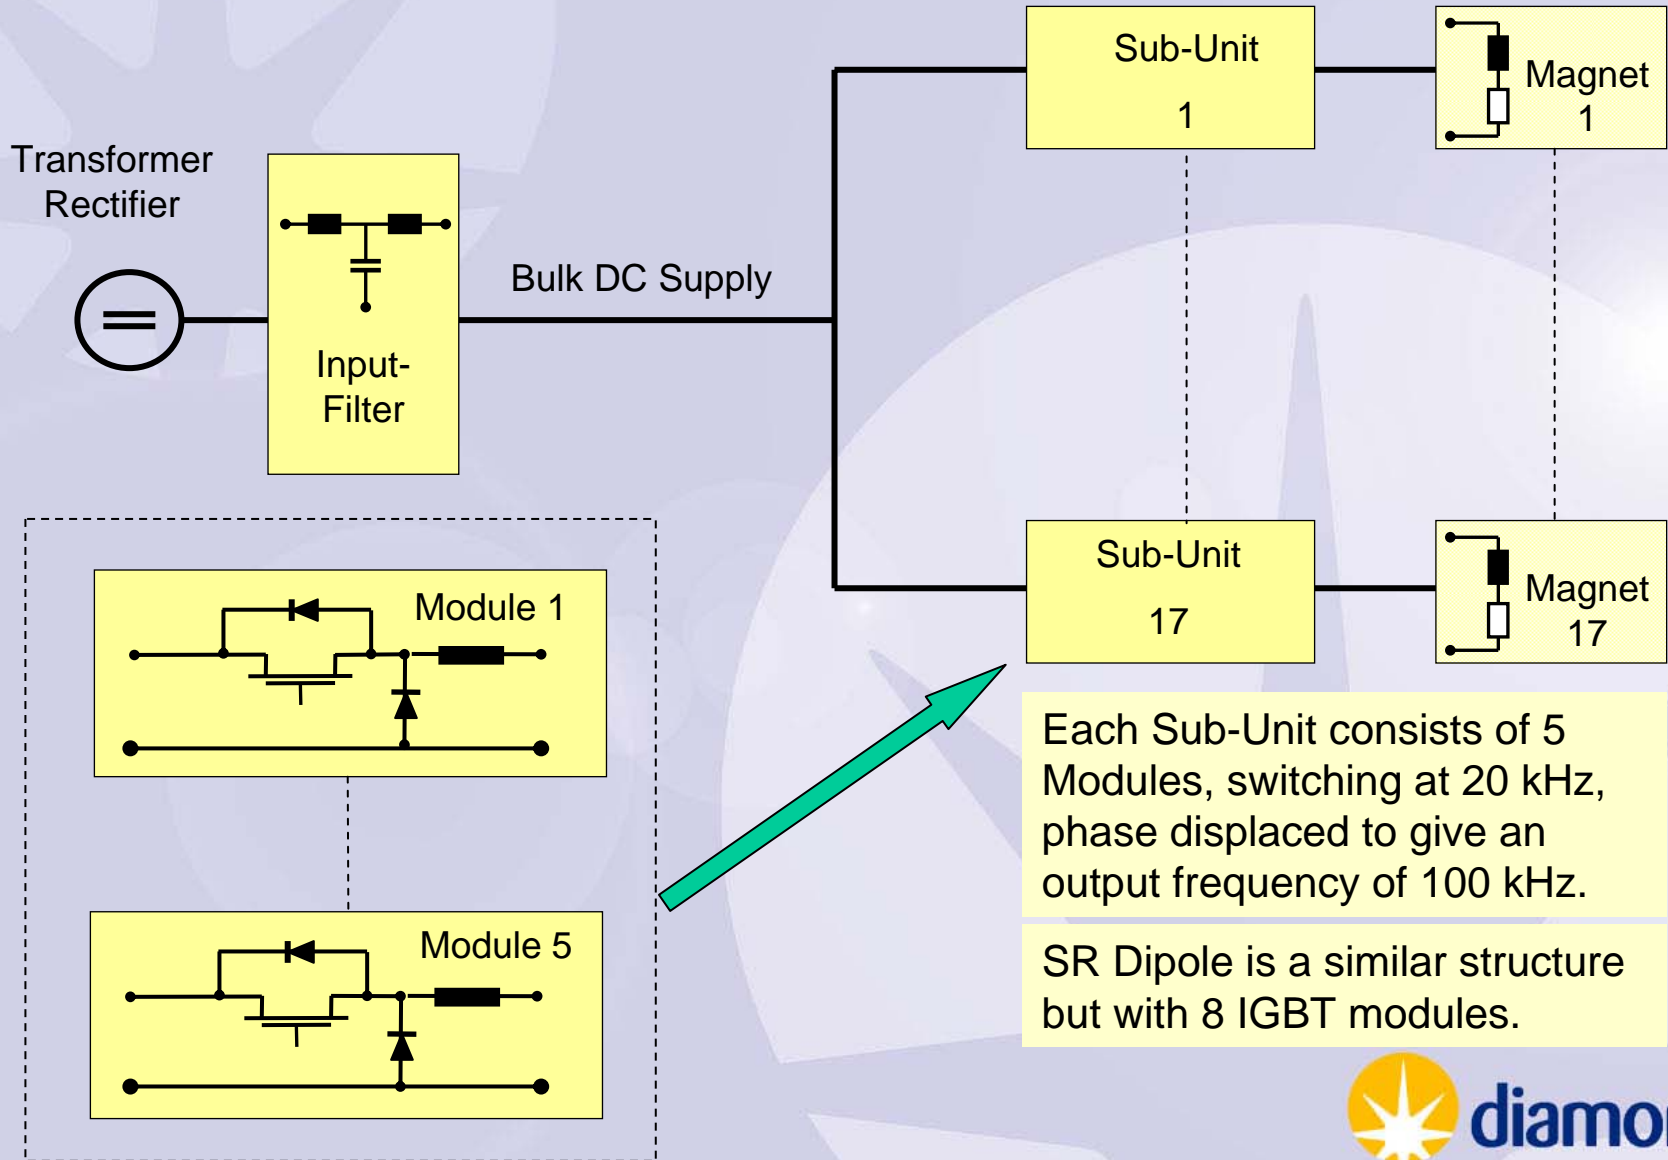 Transformer
Rectifier
Input-
Filter
Bulk DC Supply
Sub-Unit
1
Magnet
1
Sub-Unit
17
Magnet
17
Module 1
Module 5
Each Sub-Unit consists of 5
Modules, switching at 20 kHz,
phase displaced to give an
output frequency of 100 kHz.
SR Dipole is a similar structure
but with 8 IGBT modules.